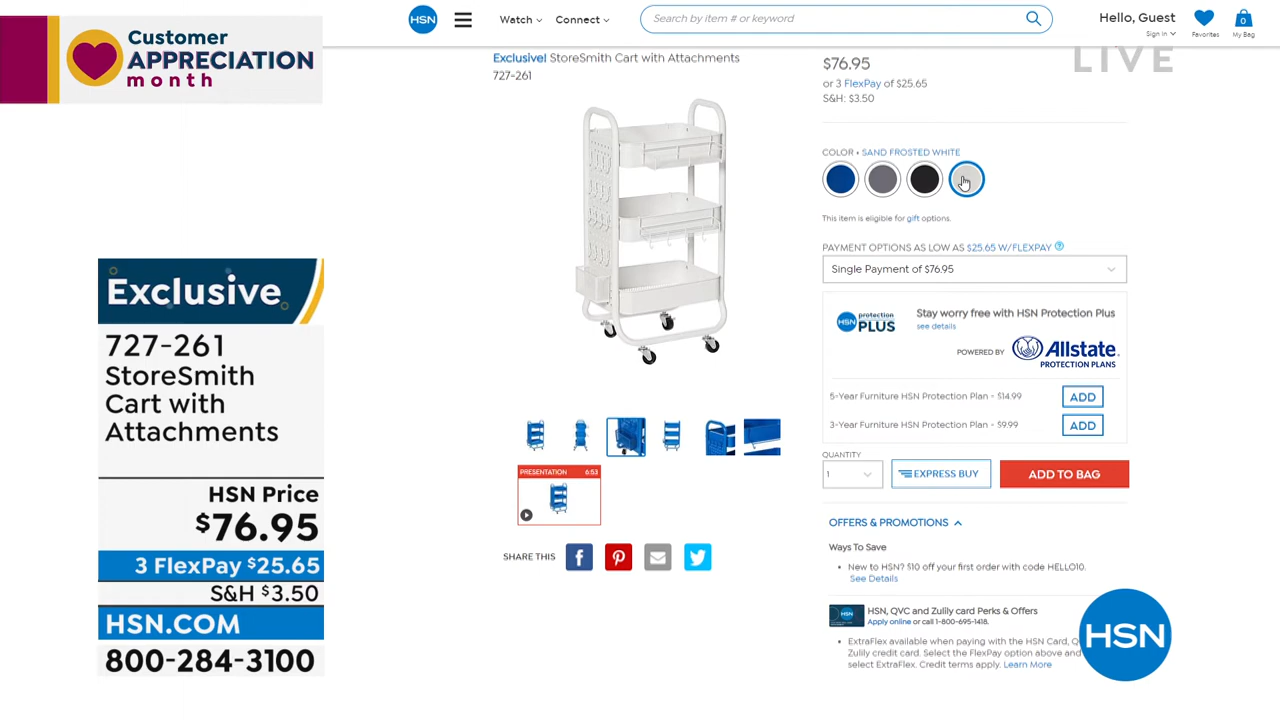 Customer
APPRECIATION
month
HSN
Watch
Connect
Search by item # or keyword
Hello, Guest
Sign In
Favorites
0
My Bag
LIVE
Exclusive! StoreSmith Cart with Attachments
727-261
$76.95
or 3 FlexPay of $25.65
S&H: $3.50
COLOR • SAND FROSTED WHITE
This item is eligible for gift options.
PAYMENT OPTIONS AS LOW AS $25.65 W/FLEXPAY ?
Single Payment of $76.95
HSN protection PLUS
Stay worry free with HSN Protection Plus
see details
POWERED BY
Allstate
PROTECTION PLANS
5-Year Furniture HSN Protection Plan - $14.99
ADD
3-Year Furniture HSN Protection Plan - $9.99
ADD
QUANTITY
1
EXPRESS BUY
ADD TO BAG
PRESENTATION 6:53
SHARE THIS
OFFERS & PROMOTIONS
Ways To Save
• New to HSN? $10 off your first order with code HELLO10.
See Details
HSN, QVC and Zulily card Perks & Offers
Apply online or call 1-800-695-1418.
• ExtraFlex available when paying with the HSN Card, Q
Zulily credit card. Select the FlexPay option above and
select ExtraFlex. Credit terms apply. Learn More
HSN
Exclusive
727-261
StoreSmith
Cart with
Attachments
HSN Price
$76.95
3 FlexPay $25.65
S&H $3.50
HSN.COM
800-284-3100